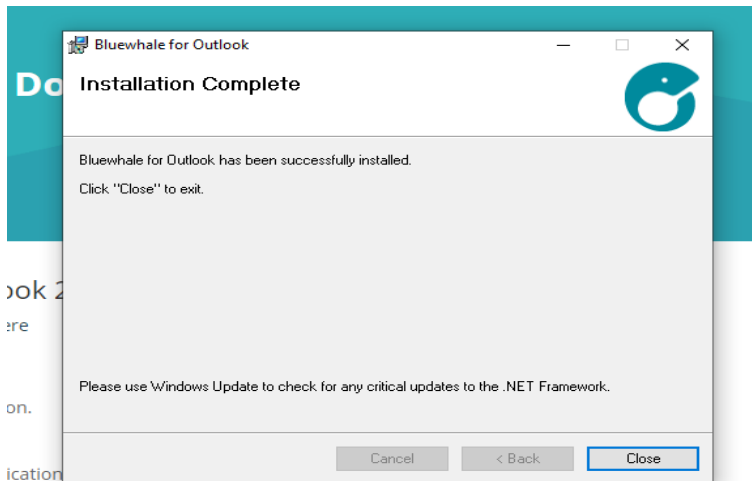 Bluewhale for Outlook
Do
Installation Complete
Bluewhale for Outlook has been successfully installed.
Click "Close" to exit.
ook 2
ere
Please use Windows Update to check for any critical updates to the .NET Framework.
on.
Cancel
< Back
Close
ication